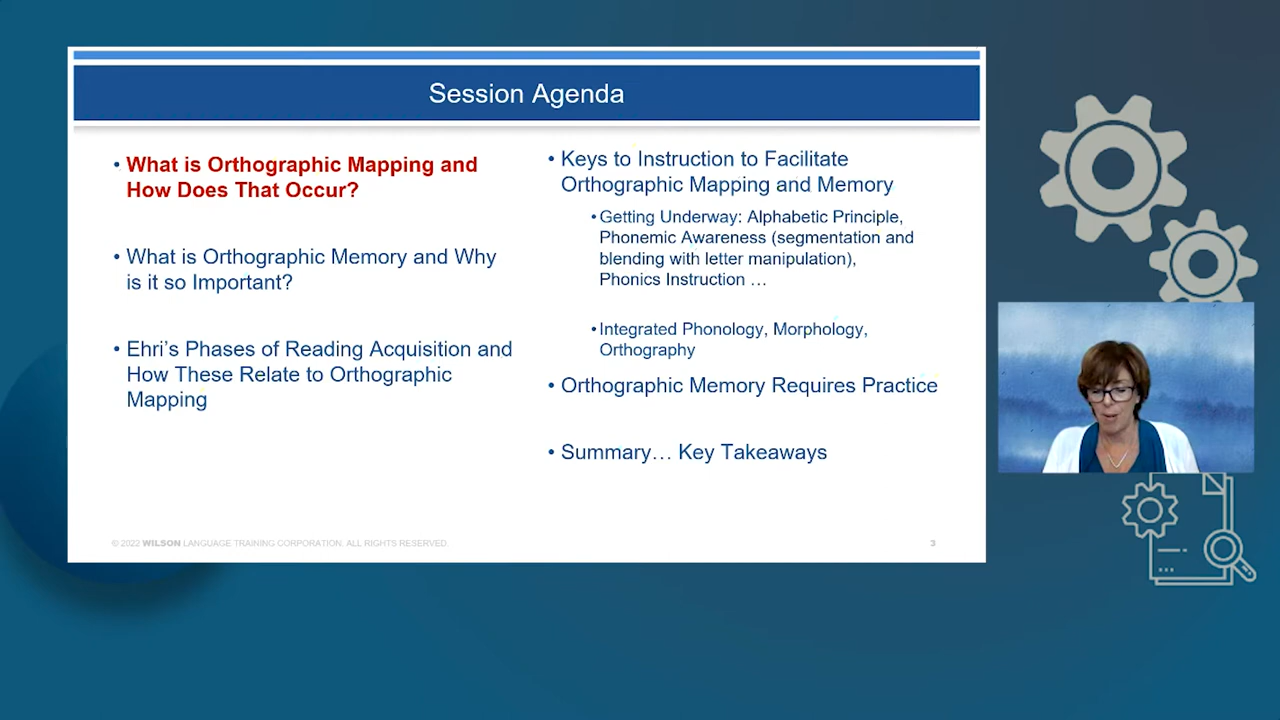 Session Agenda
• What is Orthographic Mapping and
How Does That Occur?
• What is Orthographic Memory and Why
is it so Important?
• Ehri’s Phases of Reading Acquisition and
How These Relate to Orthographic
Mapping
• Keys to Instruction to Facilitate
Orthographic Mapping and Memory
• Getting Underway: Alphabetic Principle,
Phonemic Awareness (segmentation and
blending with letter manipulation),
Phonics Instruction …
• Integrated Phonology, Morphology,
Orthography
• Orthographic Memory Requires Practice
• Summary… Key Takeaways
© 2022 WILSON LANGUAGE TRAINING CORPORATION. ALL RIGHTS RESERVED.
3